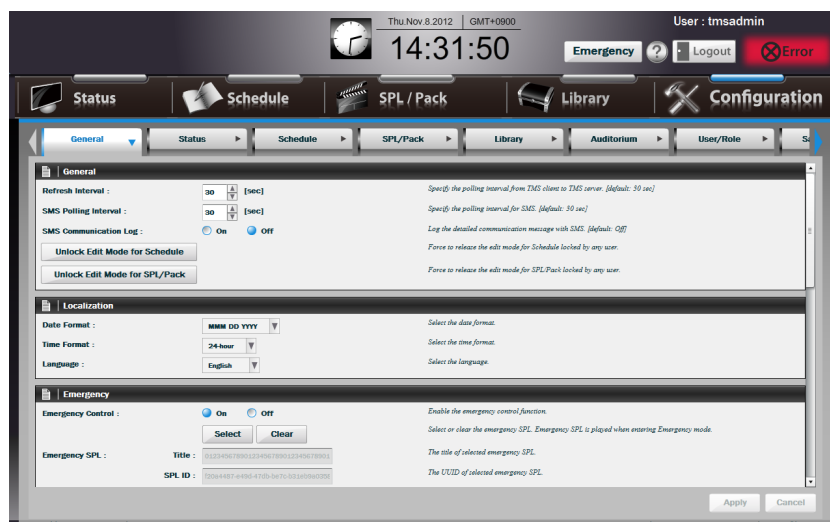 Thu.Nov.8.2012 GMT+0900 User : tmsadmin
14:31:50 Emergency ? Logout Error
Status Schedule SPL / Pack Library Configuration
General Status Schedule SPL/Pack Library Auditorium User/Role
General
Refresh Interval : 30 [sec] Specify the polling interval from TMS client to TMS server. [default: 30 sec]
SMS Polling Interval : 30 [sec] Specify the polling interval for SMS. [default: 30 sec]
SMS Communication Log : On Off Log the detailed communication message with SMS. [default: Off]
Unlock Edit Mode for Schedule Force to release the edit mode for Schedule locked by any user.
Unlock Edit Mode for SPL/Pack Force to release the edit mode for SPL/Pack locked by any user.
Localization
Date Format : MMM DD YYYY Select the date format.
Time Format : 24-hour Select the time format.
Language : English Select the language.
Emergency
Emergency Control : On Off Enable the emergency control function.
Select Clear Select or clear the emergency SPL. Emergency SPL is played when entering Emergency mode.
Emergency SPL : Title : 01234567890123456789012345678901 The title of selected emergency SPL.
SPL ID : The UUID of selected emergency SPL.
Apply Cancel